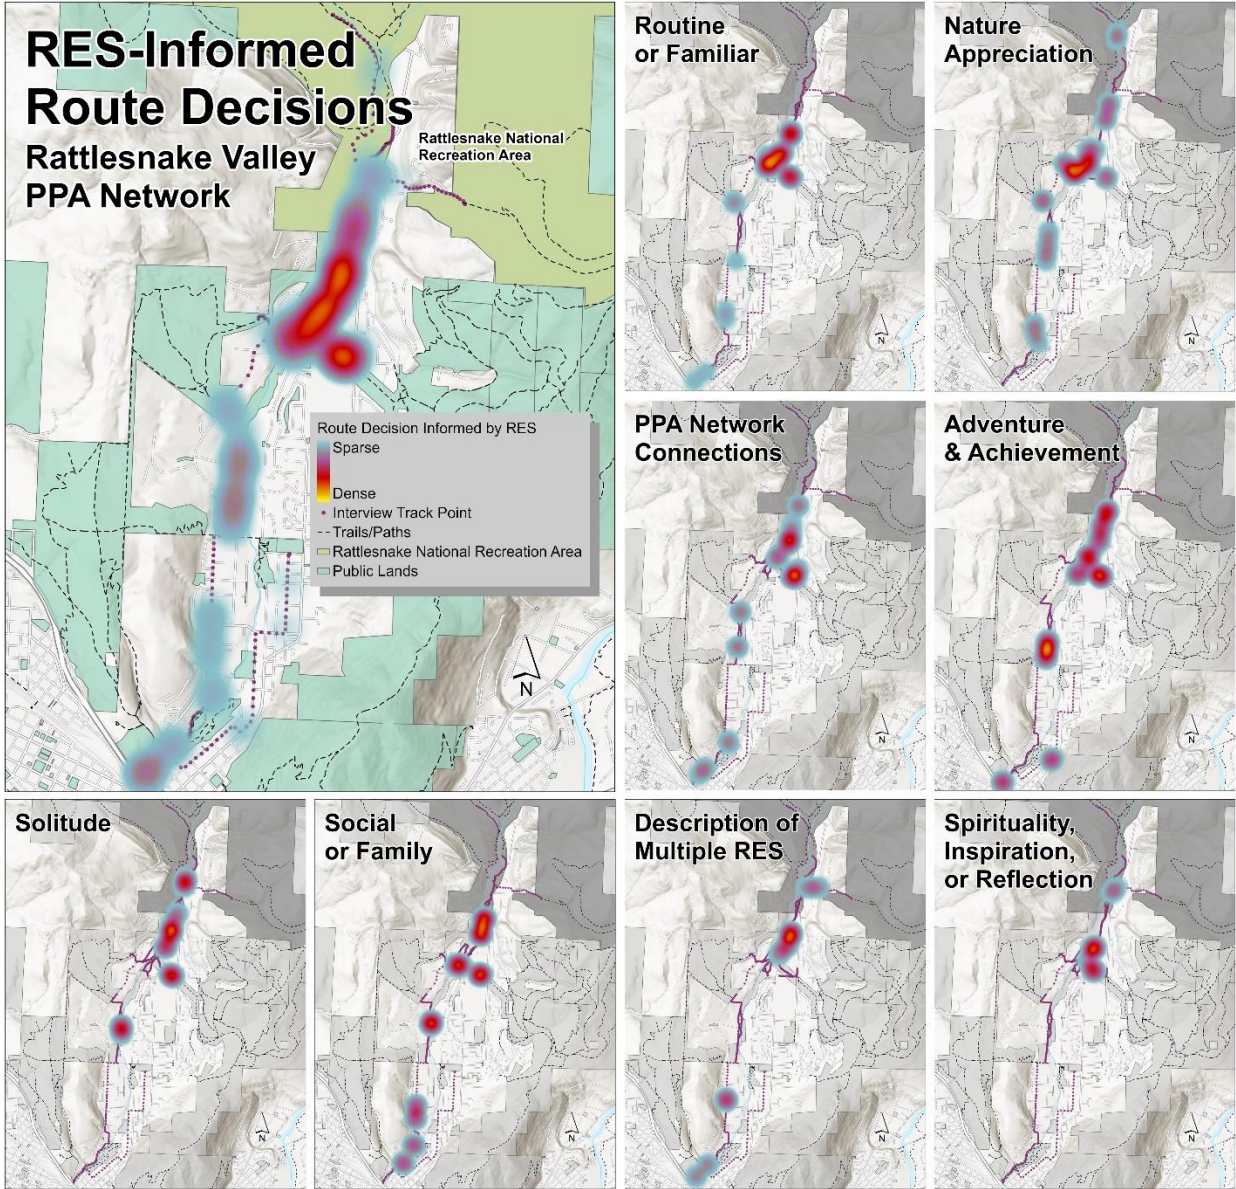 RES-Informed
Route Decisions
Rattlesnake Valley
PPA Network
Rattlesnake National
Recreation Area
Route Decision Informed by RES
Sparse
Dense
Interview Track Point
Trails/Paths
Rattlesnake National Recreation Area
Public Lands
N
Routine
or Familiar
N
Nature
Appreciation
N
PPA Network
Connections
N
Adventure
& Achievement
N
Solitude
N
Social
or Family
N
Description of
Multiple RES
N
Spirituality,
Inspiration,
or Reflection
N